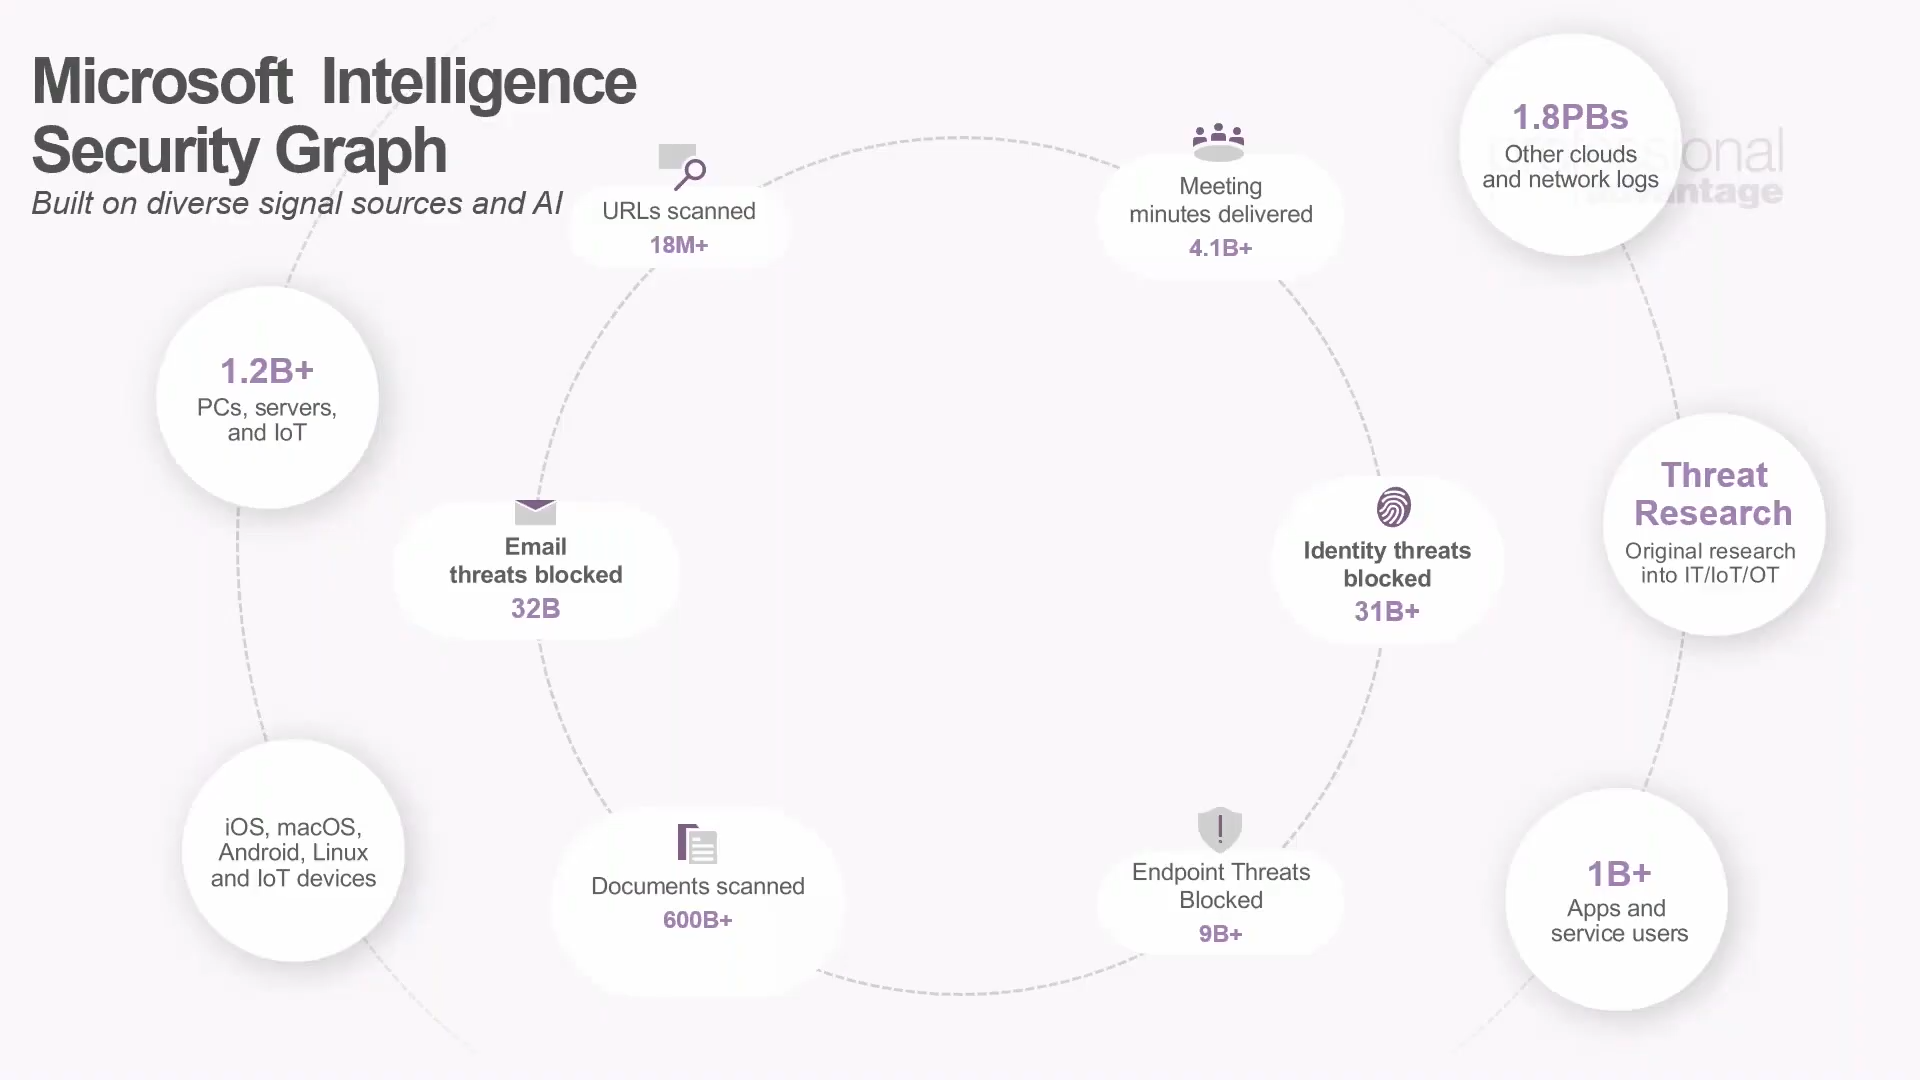 Microsoft Intelligence
Security Graph
Built on diverse signal sources and AI
URLs scanned
18M+
Meeting
minutes delivered
4.1B+
1.8PBs
Other clouds
and network logs
onal
antage
1.2B+
PCs, servers,
and IoT
Email
threats blocked
32B
Identity threats
blocked
31B+
Threat
Research
Original research
into IT/IoT/OT
iOS, macOS,
Android, Linux
and IoT devices
Documents scanned
600B+
Endpoint Threats
Blocked
9B+
1B+
Apps and
service users